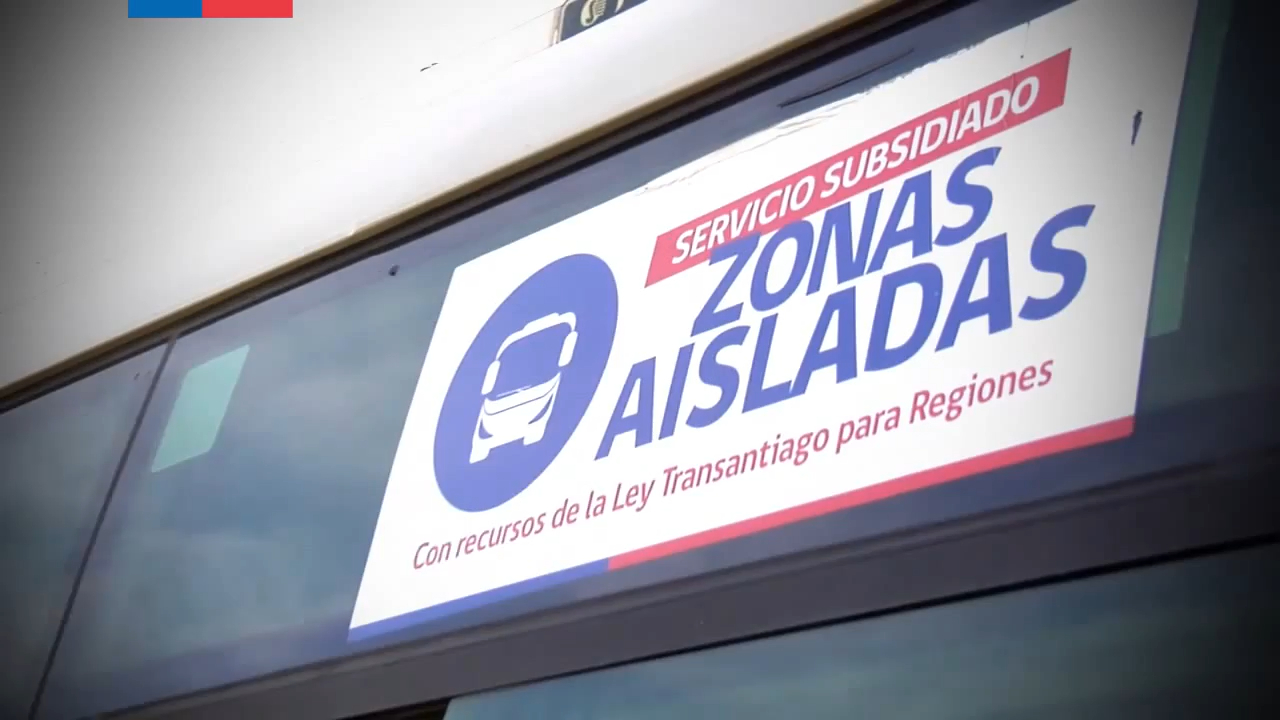 SERVICIO SUBSIDIADO
ZONAS
AISLADAS
Con recursos de la Ley Transantiago para Regiones